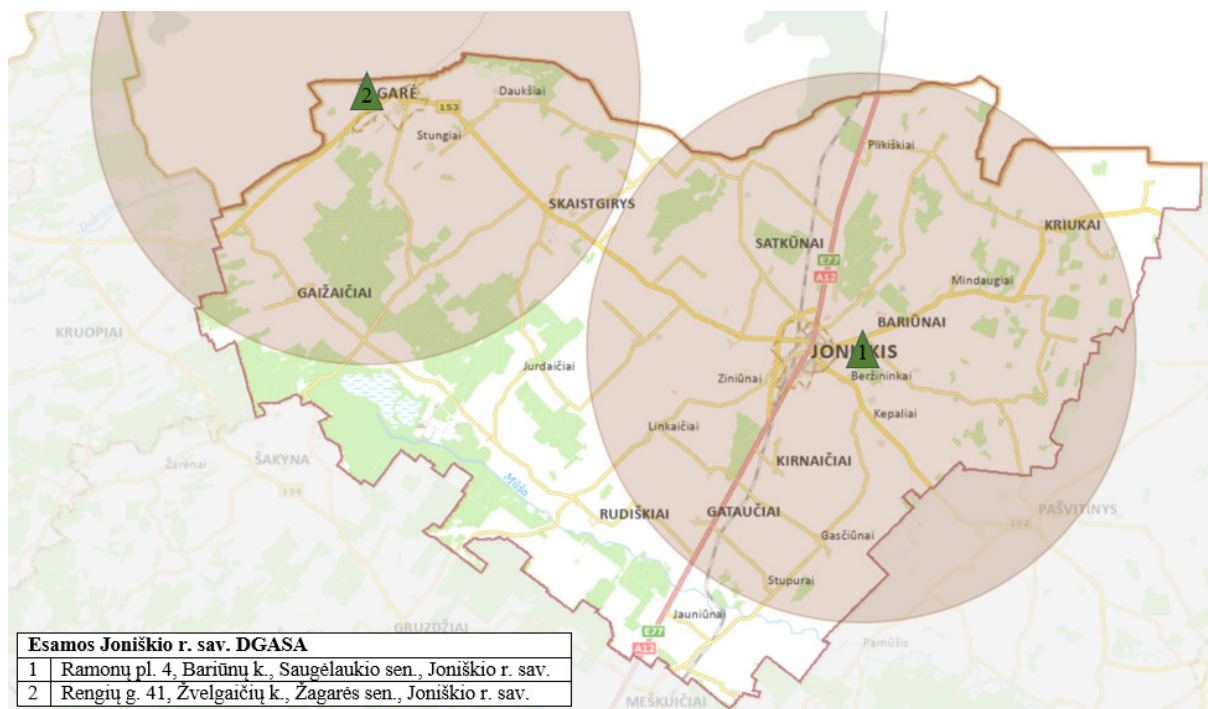 2
GARĖ
153
Daukšiai
Stungiai
Plikiškiai
SKAISTGIRYS
KRIUKAI
SATKŪNAI
E77
A12
Mindaugiai
GAIŽAIČIAI
BARIŪNAI
KRUOPIAI
JONI KIS
1
Jurdaičiai
Žiniūnai
Beržininkai
Kepaliai
Linkaičiai
Žarėnai
ŠAKYNA
KIRNAIČIAI
154
Mūša
RUDIŠKIAI
GATAUČIAI
PAŠVITINYS
152
Gasčiūnai
Stupurai
Jauniūnai
GRUZDŽIAI
E77
A12
Pamūšis
MEŠKUIČIAI
Esamos Joniškio r. sav. DGASA
1 Ramonų pl. 4, Bariūnų k., Saugėlaukio sen., Joniškio r. sav.
2 Rengių g. 41, Žvelgaičių k., Žagarės sen., Joniškio r. sav.